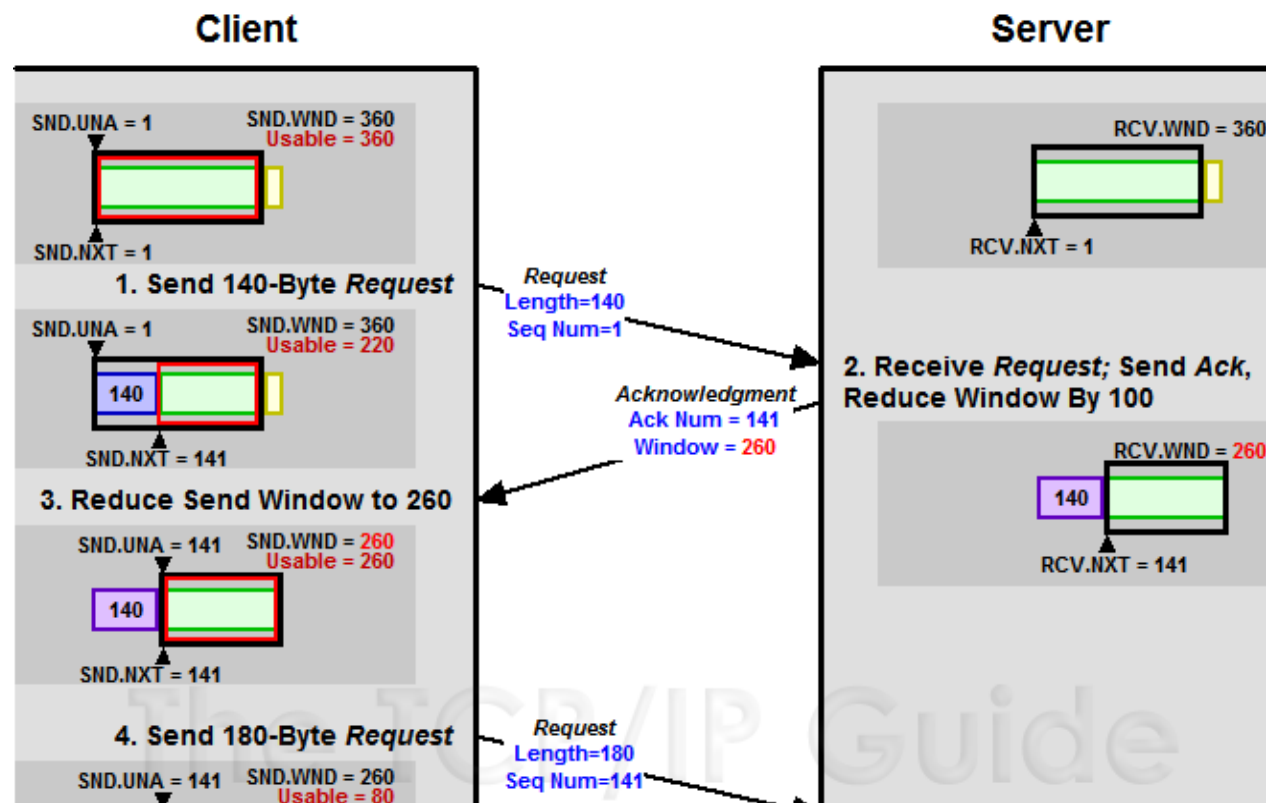 Client
Server
SND.UNA = 1
SND.WND = 360
Usable = 360
SND.NXT = 1
RCV.WND = 360
RCV.NXT = 1
1. Send 140-Byte Request
Request
Length=140
Seq Num=1
SND.UNA = 1
SND.WND = 360
Usable = 220
140
SND.NXT = 141
2. Receive Request; Send Ack,
Reduce Window By 100
Acknowledgment
Ack Num = 141
Window = 260
RCV.WND = 260
140
RCV.NXT = 141
3. Reduce Send Window to 260
SND.UNA = 141
SND.WND = 260
Usable = 260
140
SND.NXT = 141
The TCP/IP Guide
4. Send 180-Byte Request
Request
Length=180
Seq Num=141
SND.UNA = 141
SND.WND = 260
Usable = 80